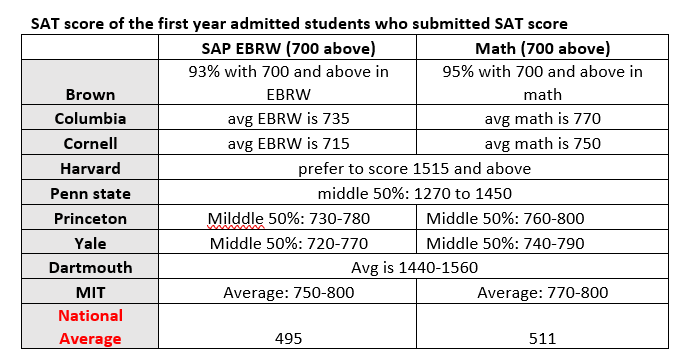 SAT score of the first year admitted students who submitted SAT score
SAP EBRW (700 above) Math (700 above)
Brown 93% with 700 and above in EBRW 95% with 700 and above in math
Columbia avg EBRW is 735 avg math is 770
Cornell avg EBRW is 715 avg math is 750
Harvard prefer to score 1515 and above
Penn state middle 50%: 1270 to 1450
Princeton Milddle 50%: 730-780 Middle 50%: 760-800
Yale Middle 50%: 720-770 Middle 50%: 740-790
Dartmouth Avg is 1440-1560
MIT Average: 750-800 Average: 770-800
National Average 495 511